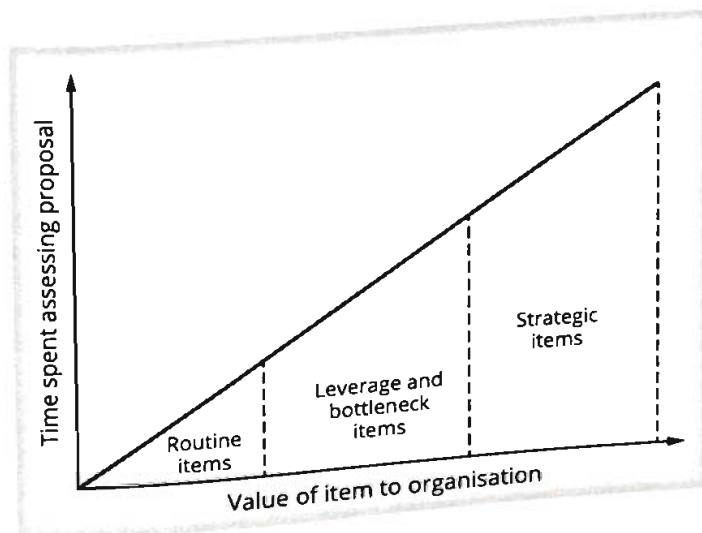 Time spent assessing proposal
Strategic
items
Leverage and
bottleneck
items
Routine
items
Value of item to organisation